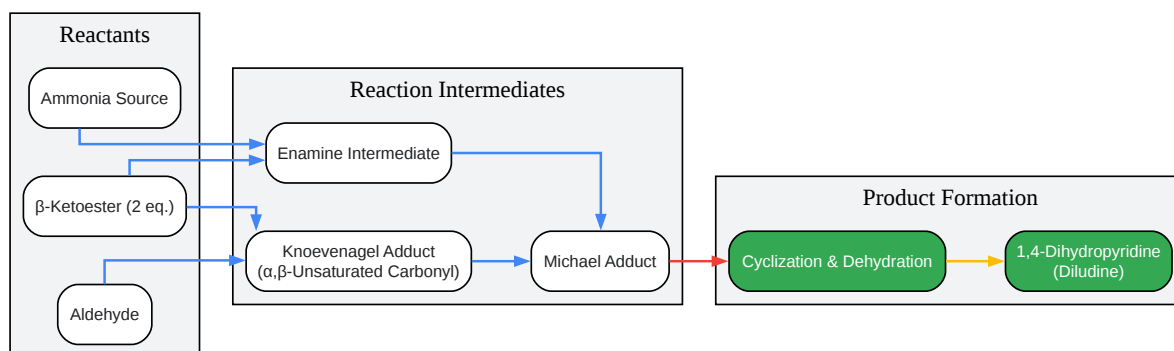 Reactants
Ammonia Source
β-Ketoester (2 eq.)
Aldehyde
Reaction Intermediates
Enamine Intermediate
Knoevenagel Adduct
(α,β-Unsaturated Carbonyl)
Michael Adduct
Product Formation
Cyclization & Dehydration
1,4-Dihydropyridine
(Diludine)